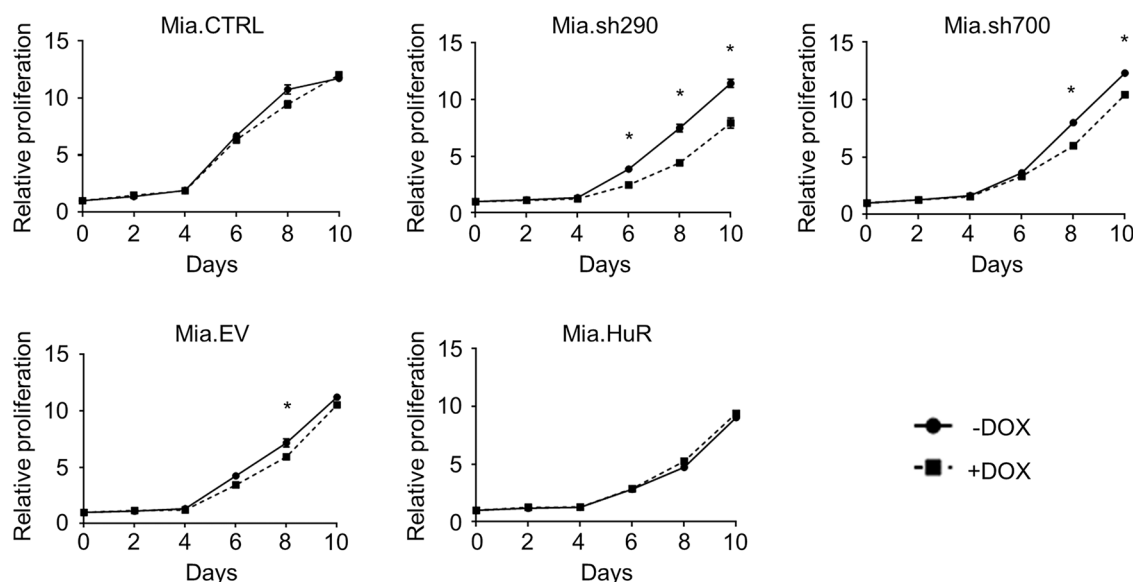 Mia.CTRL
Relative proliferation
15
10
5
0
0 2 4 6 8 10
Days
Mia.sh290
Relative proliferation
15
10
5
0
* * *
0 2 4 6 8 10
Days
Mia.sh700
Relative proliferation
15
10
5
0
* *
0 2 4 6 8 10
Days
Mia.EV
Relative proliferation
15
10
5
0
*
0 2 4 6 8 10
Days
Mia.HuR
Relative proliferation
15
10
5
0
0 2 4 6 8 10
Days
-DOX
+DOX